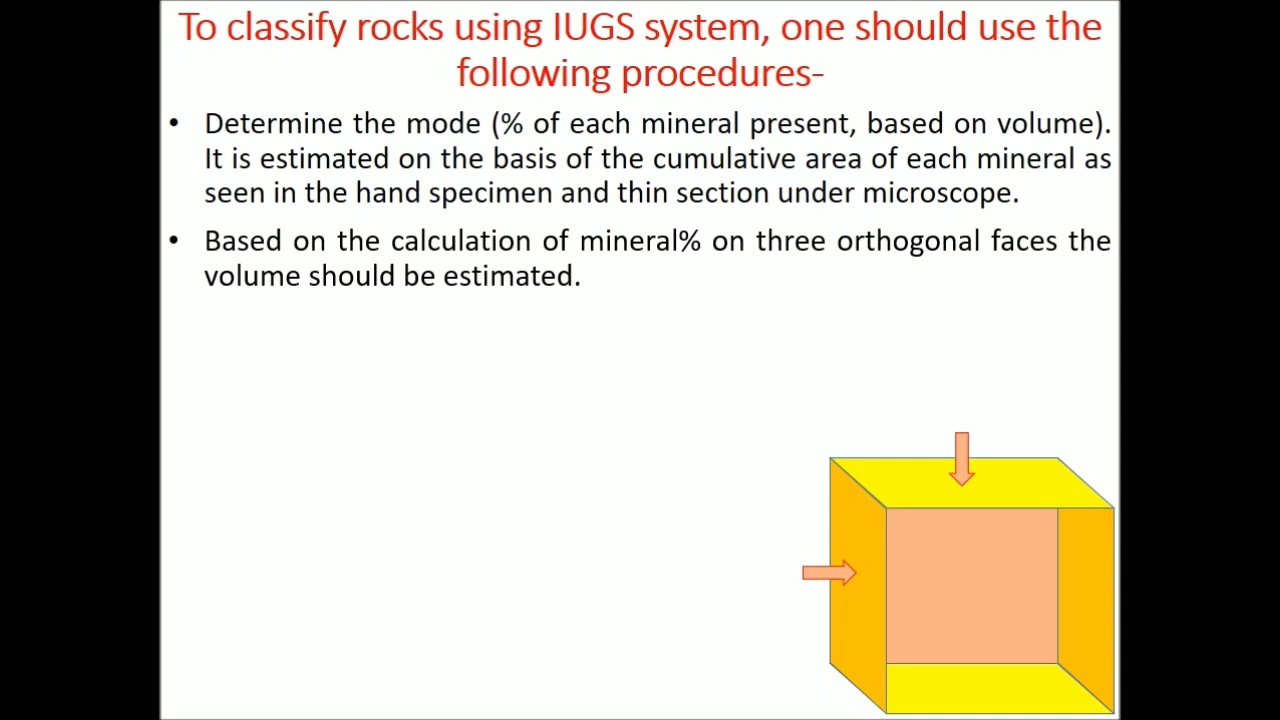 To classify rocks using IUGS system, one should use the
following procedures-
• Determine the mode (% of each mineral present, based on volume).
It is estimated on the basis of the cumulative area of each mineral as
seen in the hand specimen and thin section under microscope.
• Based on the calculation of mineral% on three orthogonal faces the
volume should be estimated.